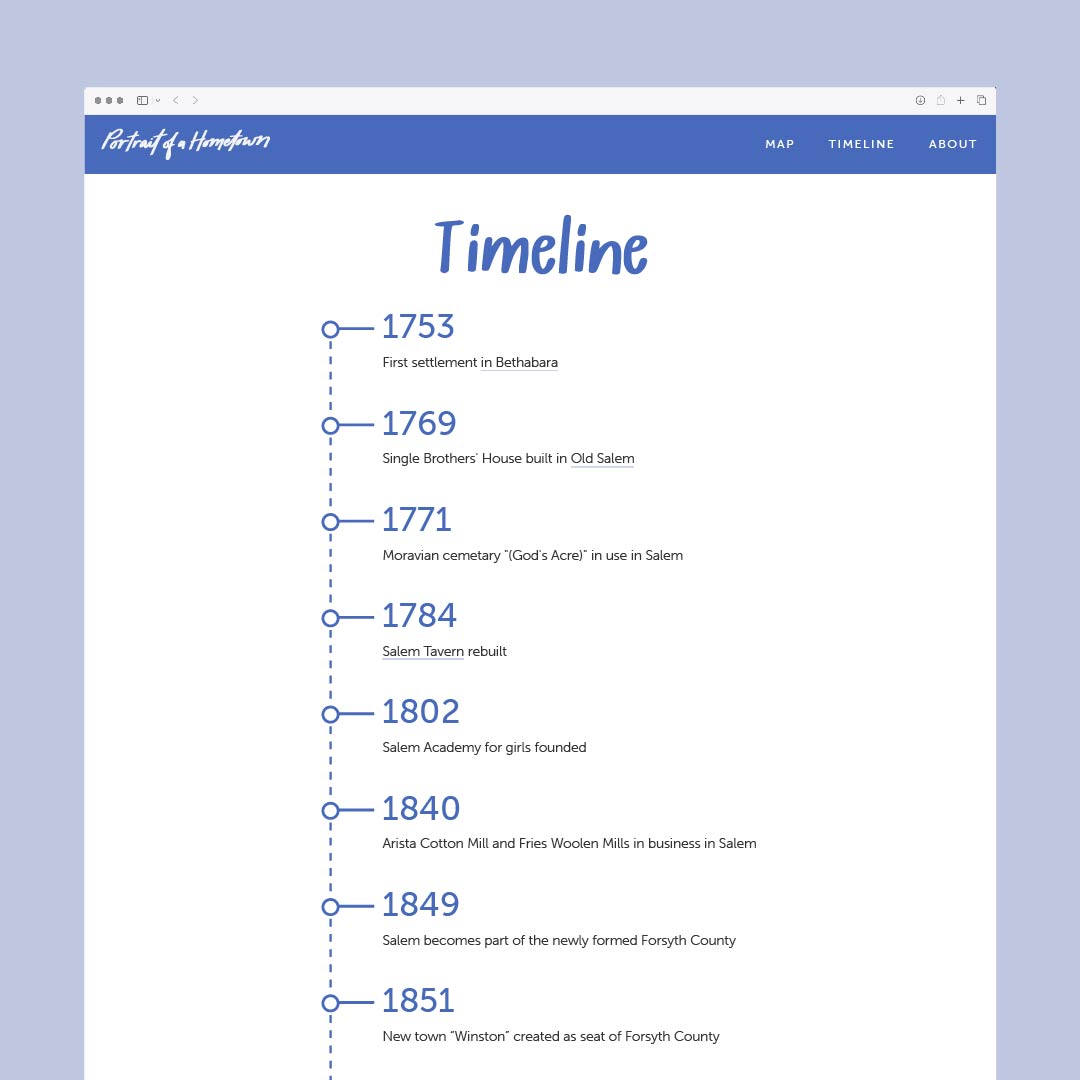 Portrait of a Hometown
MAP TIMELINE ABOUT
Timeline
1753
First settlement in Bethabara
1769
Single Brothers' House built in Old Salem
1771
Moravian cemetary "(God's Acre)" in use in Salem
1784
Salem Tavern rebuilt
1802
Salem Academy for girls founded
1840
Arista Cotton Mill and Fries Woolen Mills in business in Salem
1849
Salem becomes part of the newly formed Forsyth County
1851
New town “Winston” created as seat of Forsyth County